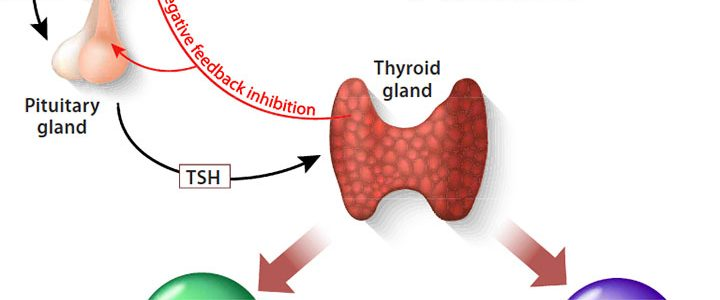 egative feedback inhibition
Thyroid
gland
Pituitary
gland
TSH